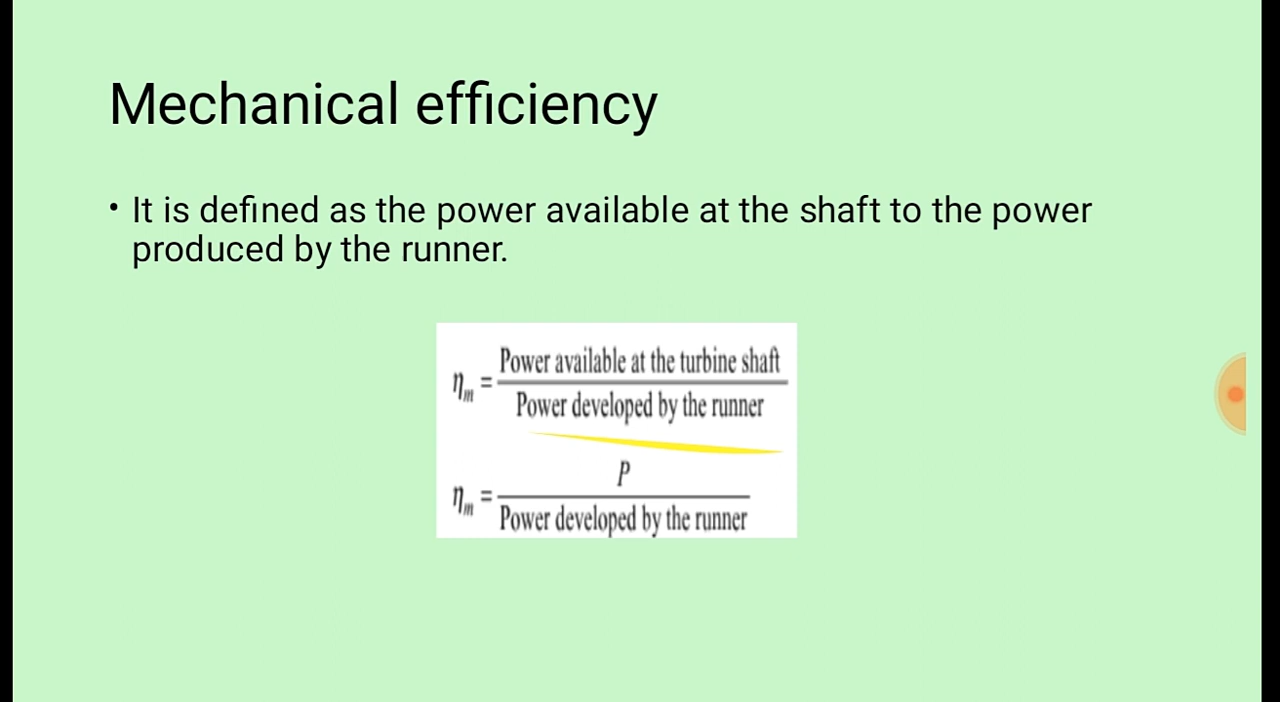 Mechanical efficiency
• It is defined as the power available at the shaft to the power
produced by the runner.
ηm = Power available at the turbine shaft
Power developed by the runner
ηm = P
Power developed by the runner